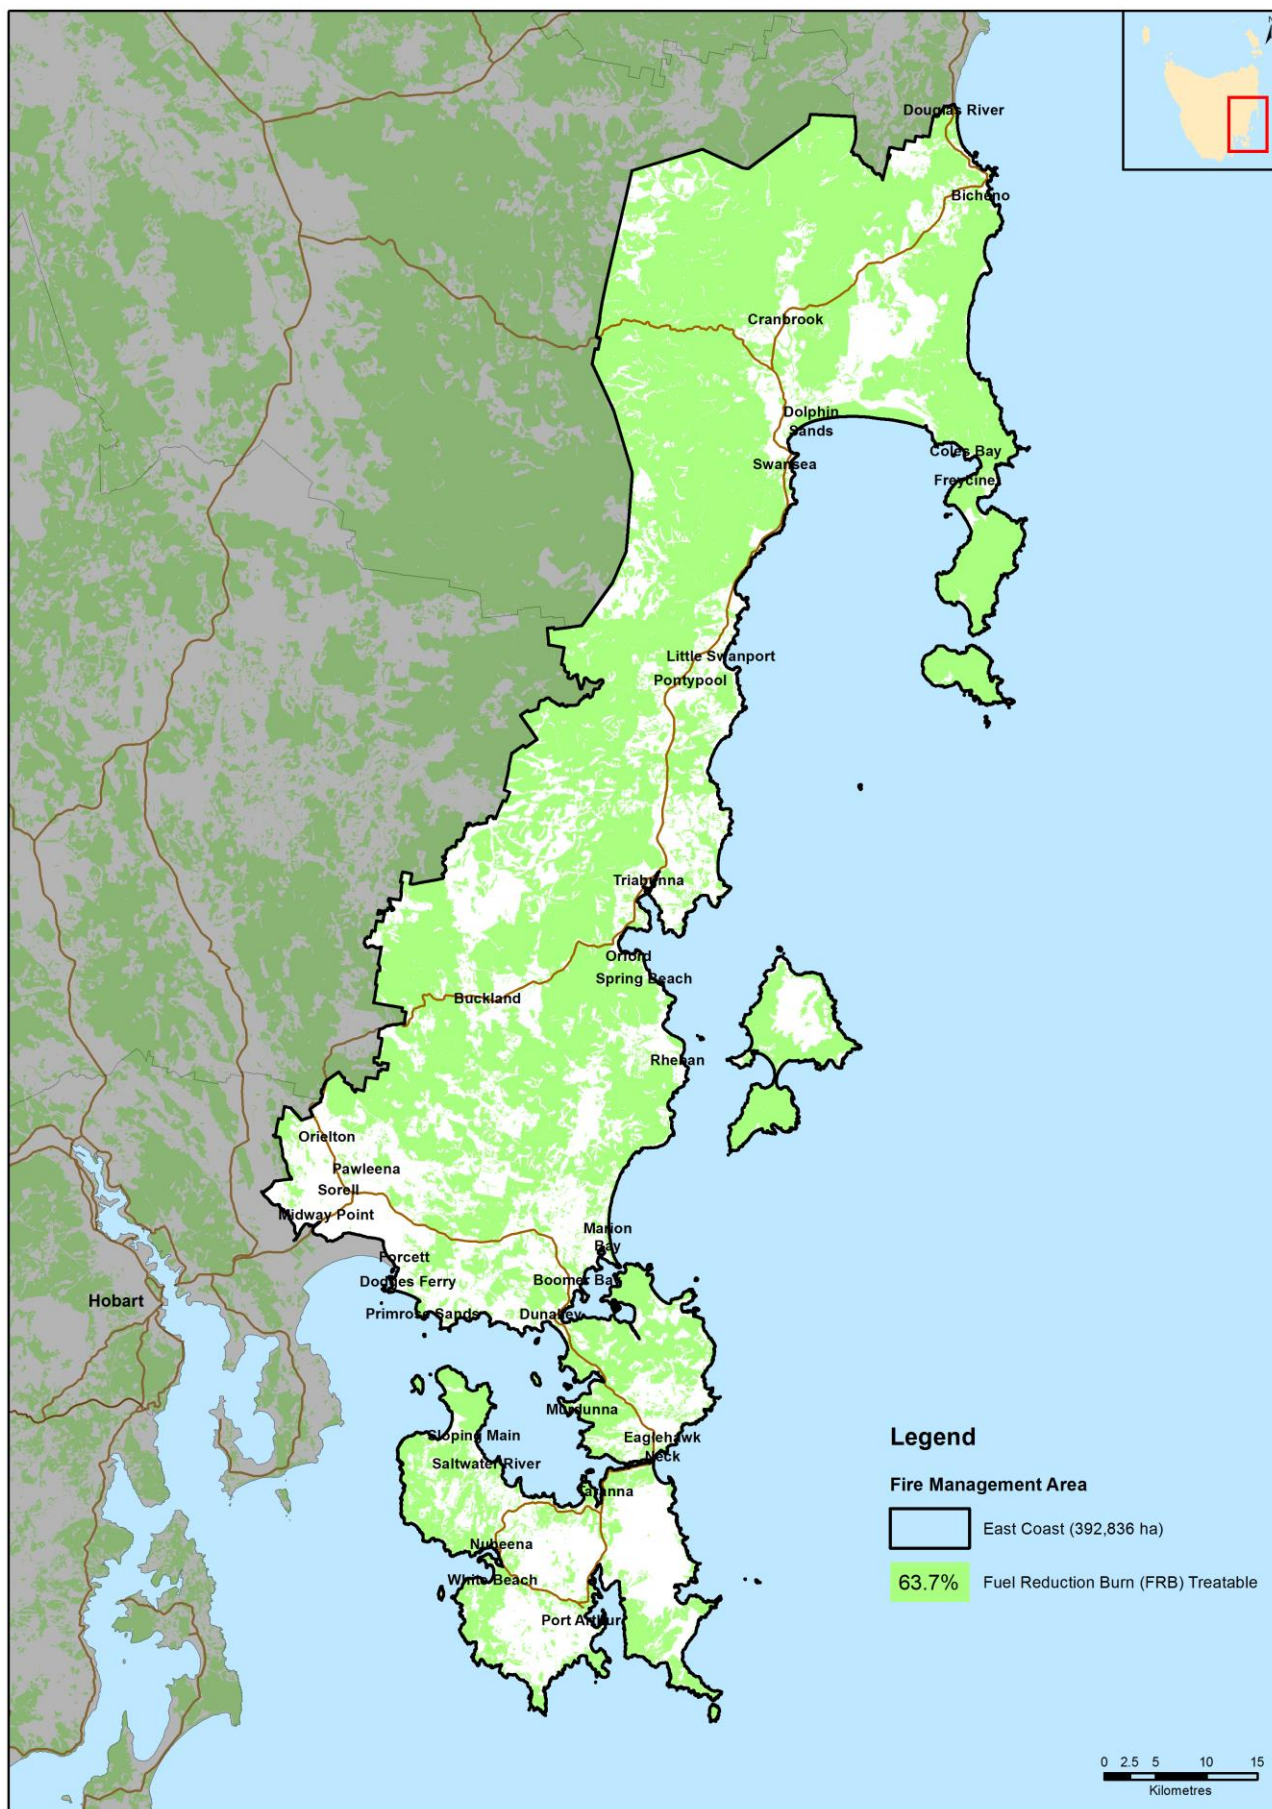 N
Douglas River
Bicheno
Cranbrook
Dolphin
Sands
Swansea
Coles Bay
Freycine
Little Swanport
Pontypool
Triabunna
Orford
Spring Beach
Buckland
Rheban
Orielton
Pawleena
Sorell
Midway Point
Marion
Bay
Forcett
Dodges Ferry
Boomer Bay
Hobart
Primrose Sands
Dunalley
Murdunna
Sloping Main
Eaglehawk
Neck
Saltwater River
Taranna
Nubeena
White Beach
Port Arthur
Legend
Fire Management Area
East Coast (392,836 ha)
63.7% Fuel Reduction Burn (FRB) Treatable
0 2.5 5 10 15
Kilometres